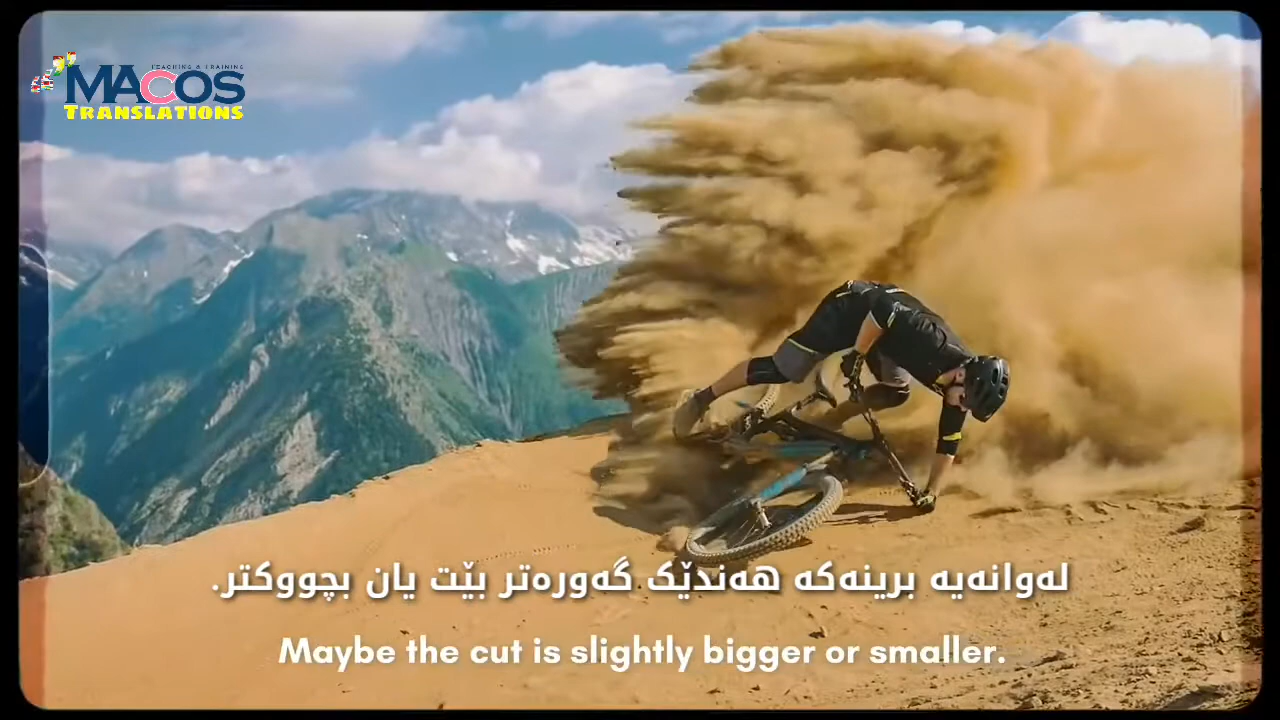 TEACHING & TRAINING
MACOS
TRANSLATIONS
لەوانەیە برینەکە هەندێک گەورەتر بێت یان بچووکتر.
Maybe the cut is slightly bigger or smaller.